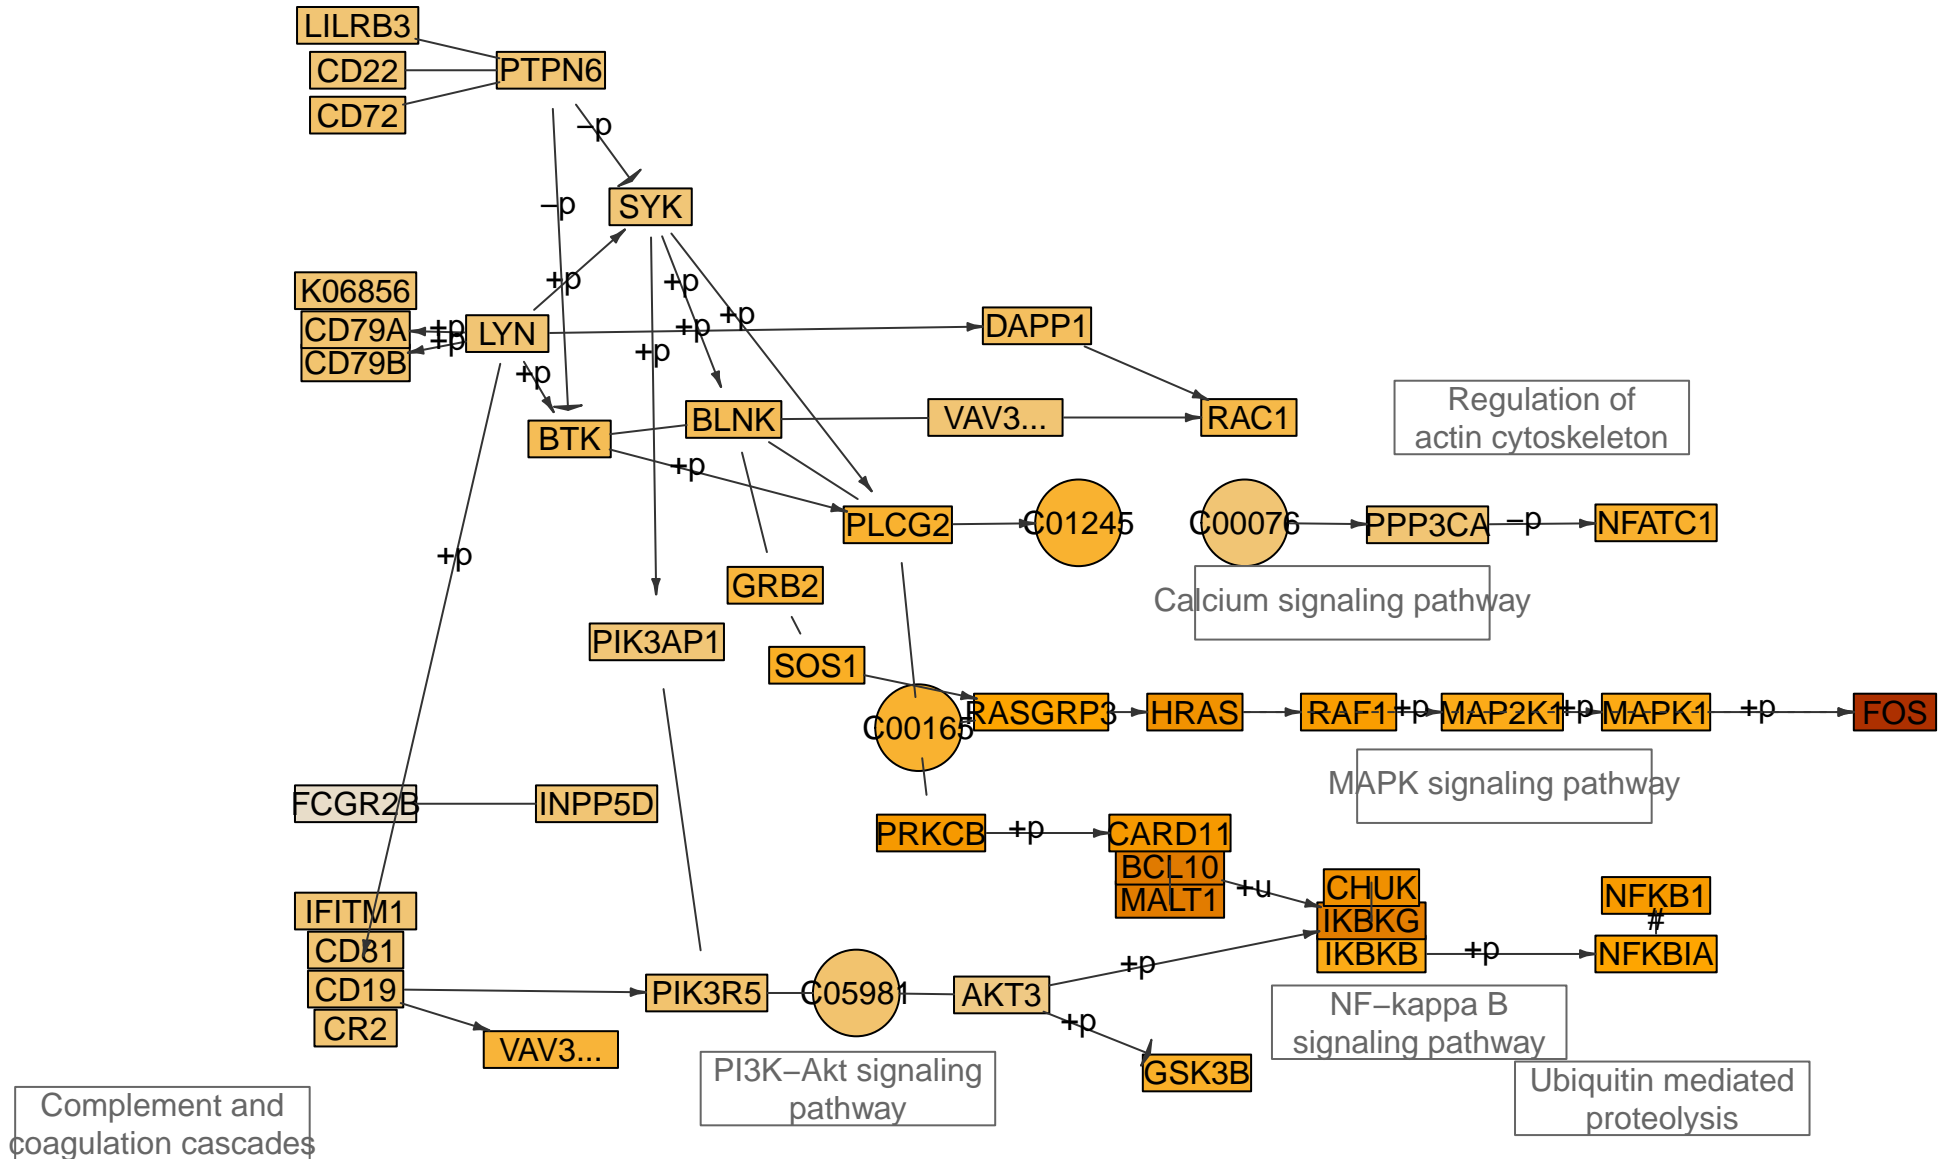 LILRB3
CD22
PTPN6
CD72
−p
−p
SYK
+p
+p
K06856
+p
CD79A
+p
+p
LYN
+p
DAPP1
CD79B
+p
+p
BTK
BLNK
VAV3...
RAC1
Regulation of
actin cytoskeleton
+p
PLCG2
C01245
C00076
PPP3CA
−p
NFATC1
+p
GRB2
Calcium signaling pathway
PIK3AP1
SOS1
C00165
RASGRP3
HRAS
RAF1
+p
MAP2K1
+p
MAPK1
+p
FOS
MAPK signaling pathway
FCGR2B
INPP5D
PRKCB
+p
CARD11
BCL10
MALT1
+u
CHUK
IKBKG
IKBKB
+p
NFKB1
#
NFKBIA
IFITM1
CD81
CD19
CR2
VAV3...
PIK3R5
C05981
AKT3
+p
+p
GSK3B
NF−kappa B
signaling pathway
PI3K−Akt signaling
pathway
Ubiquitin mediated
proteolysis
Complement and
coagulation cascades